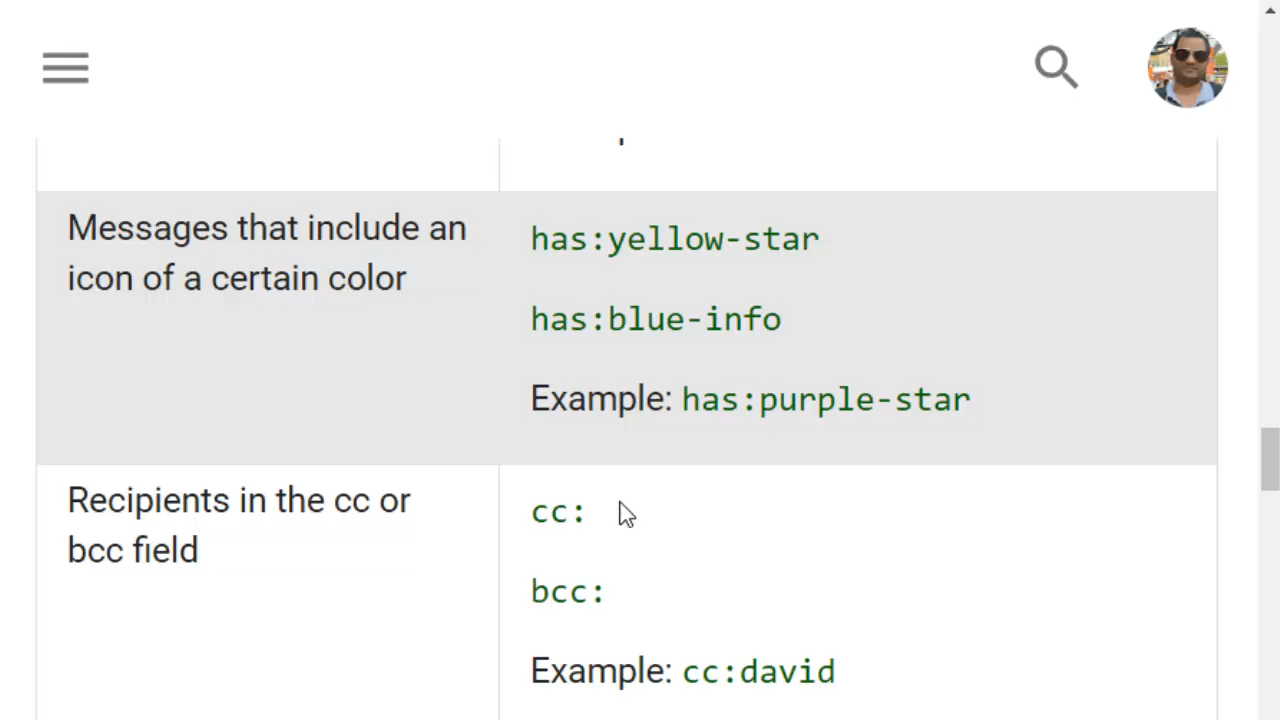 Messages that include an
icon of a certain color
has:yellow-star
has:blue-info
Example: has:purple-star
Recipients in the cc or
bcc field
cc:
bcc:
Example: cc:david